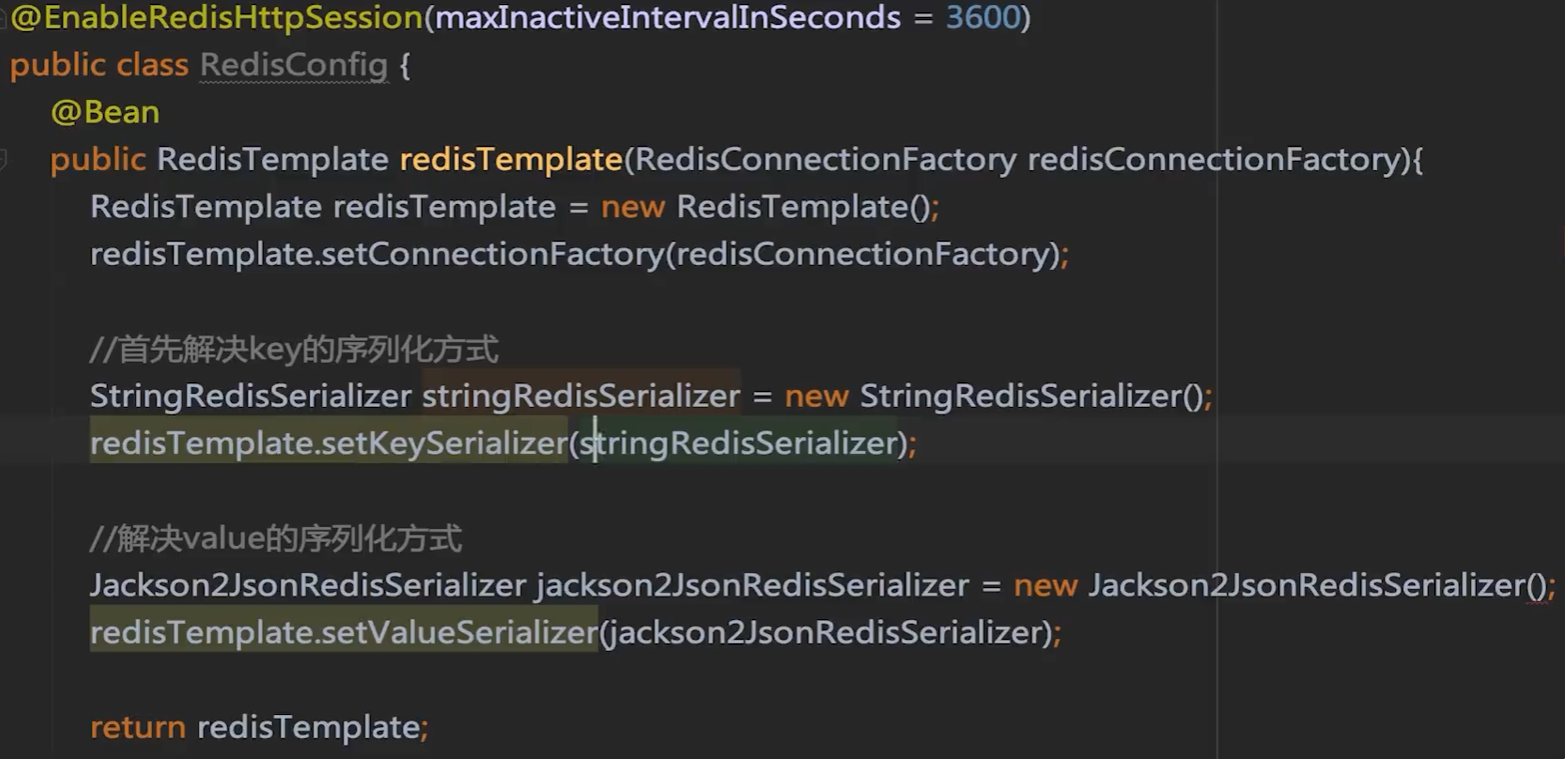 @EnableRedisHttpSession(maxInactiveIntervalInSeconds = 3600)
public class RedisConfig {
@Bean
public RedisTemplate redisTemplate(RedisConnectionFactory redisConnectionFactory){
RedisTemplate redisTemplate = new RedisTemplate();
redisTemplate.setConnectionFactory(redisConnectionFactory);
//首先解决key的序列化方式
StringRedisSerializer stringRedisSerializer = new StringRedisSerializer();
redisTemplate.setKeySerializer(stringRedisSerializer);
//解决value的序列化方式
Jackson2JsonRedisSerializer jackson2JsonRedisSerializer = new Jackson2JsonRedisSerializer();
redisTemplate.setValueSerializer(jackson2JsonRedisSerializer);
return redisTemplate;